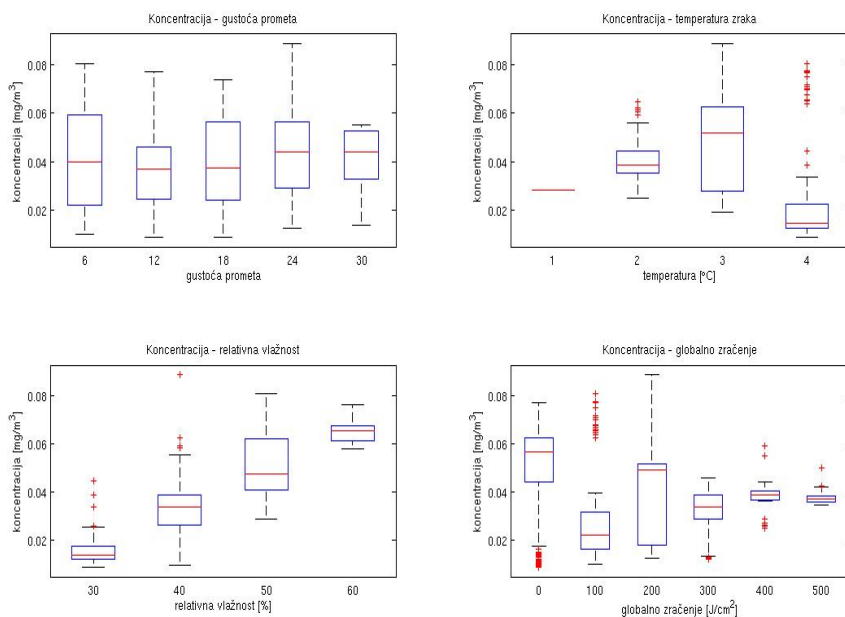 Koncentracija - gustoća prometa
koncentracija [mg/m³]
0.08
0.06
0.04
0.02
6 12 18 24 30
gustoća prometa
Koncentracija - temperatura zraka
koncentracija [mg/m³]
0.08
0.06
0.04
0.02
1 2 3 4
temperatura [°C]
Koncentracija - relativna vlažnost
koncentracija [mg/m³]
0.08
0.06
0.04
0.02
30 40 50 60
relativna vlažnost [%]
Koncentracija - globalno zračenje
koncentracija [mg/m³]
0.08
0.06
0.04
0.02
0 100 200 300 400 500
globalno zračenje [J/cm²]